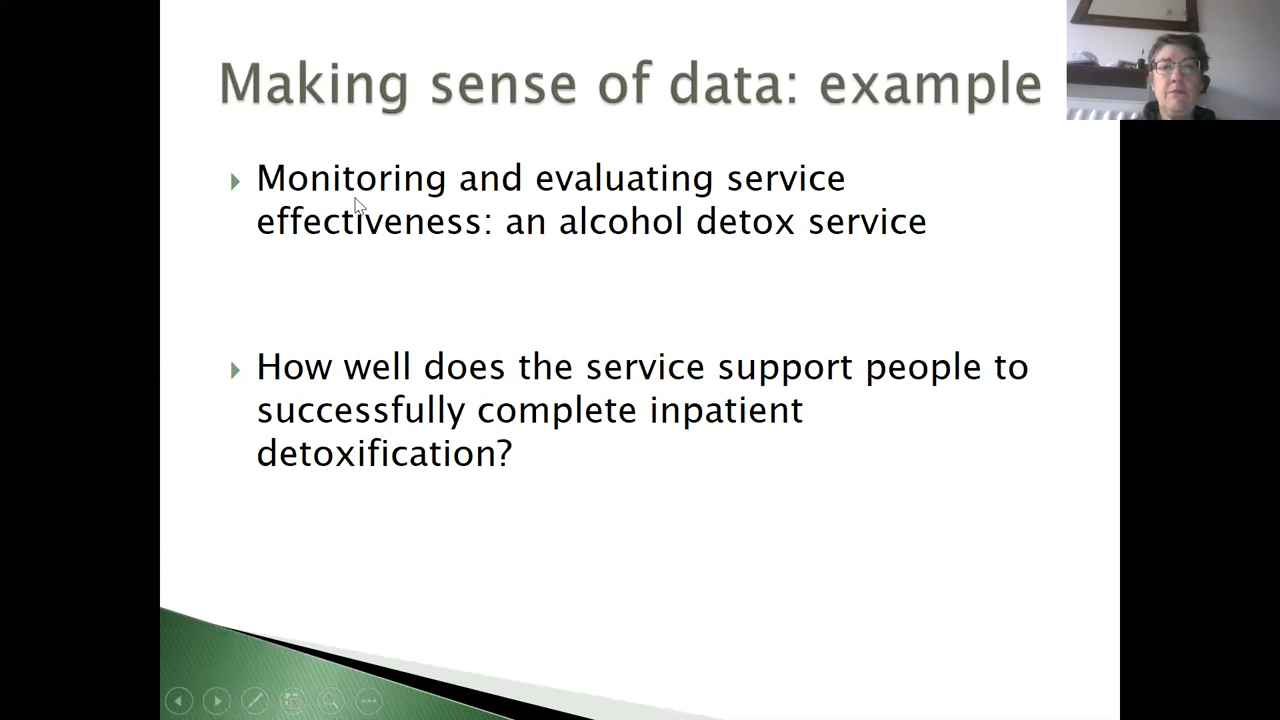 Making sense of data: example
Monitoring and evaluating service
effectiveness: an alcohol detox service
How well does the service support people to
successfully complete inpatient
detoxification?